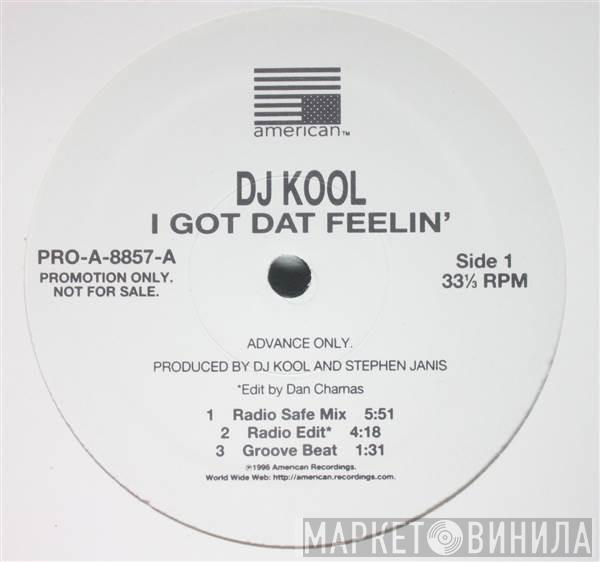 american™
DJ KOOL
I GOT DAT FEELIN'
PRO-A-8857-A
PROMOTION ONLY.
NOT FOR SALE.
Side 1
33⅓ RPM
ADVANCE ONLY.
PRODUCED BY DJ KOOL AND STEPHEN JANIS
*Edit by Dan Charnas
1 Radio Safe Mix 5:51
2 Radio Edit* 4:18
3 Groove Beat 1:31
℗1996 American Recordings.
World Wide Web: http://american.recordings.com.
МАРКЕТ ВИНИЛА